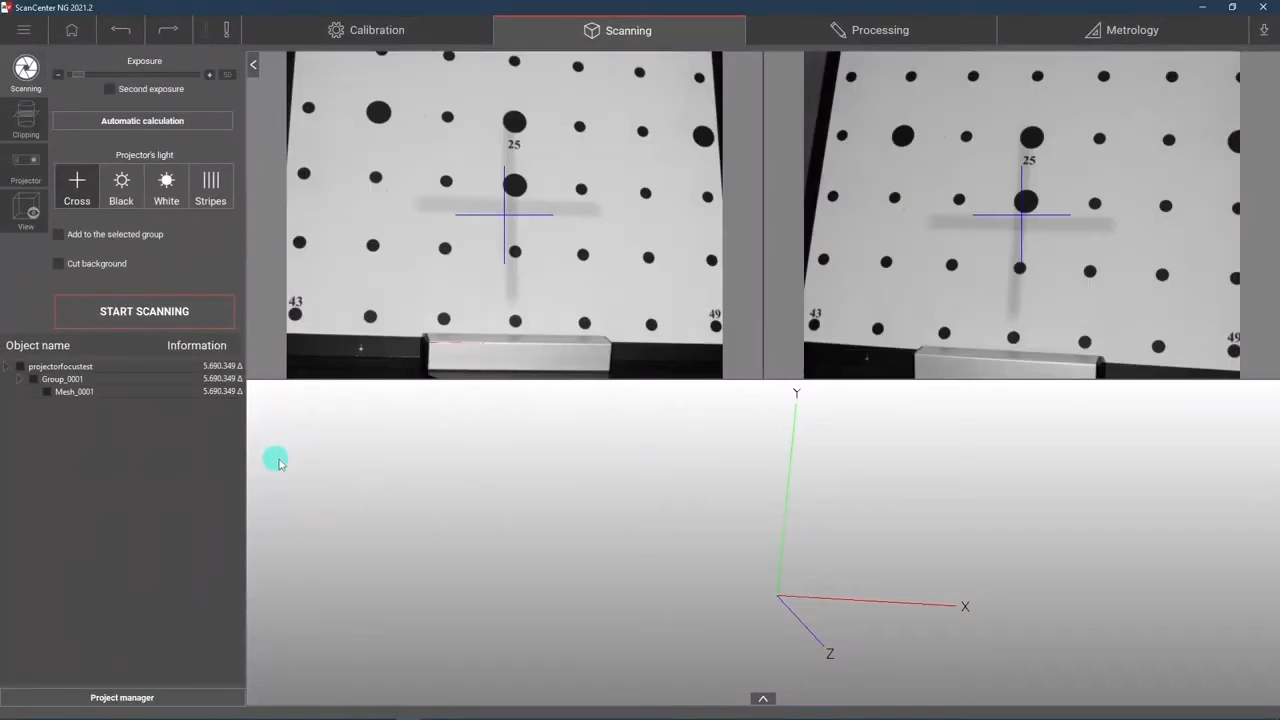 ScanCenter NG 2021.2
Calibration
Scanning
Processing
Metrology
Scanning
Clipping
Projector
View
Exposure
50
Second exposure
Automatic calculation
Projector's light
Cross
Black
White
Stripes
Add to the selected group
Cut background
START SCANNING
Object name Information
projectorfocustest 5.690.349 Δ
Group_0001 5.690.349 Δ
Mesh_0001 5.690.349 Δ
Project manager
25
43
49
25
43
49
Y
X
Z